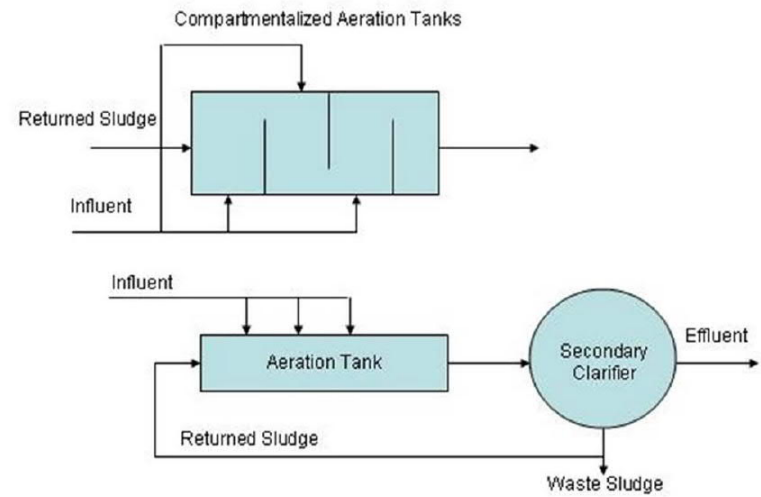 Compartmentalized Aeration Tanks
Returned Sludge
Influent
Influent
Aeration Tank
Secondary
Clarifier
Effluent
Returned Sludge
Waste Sludge